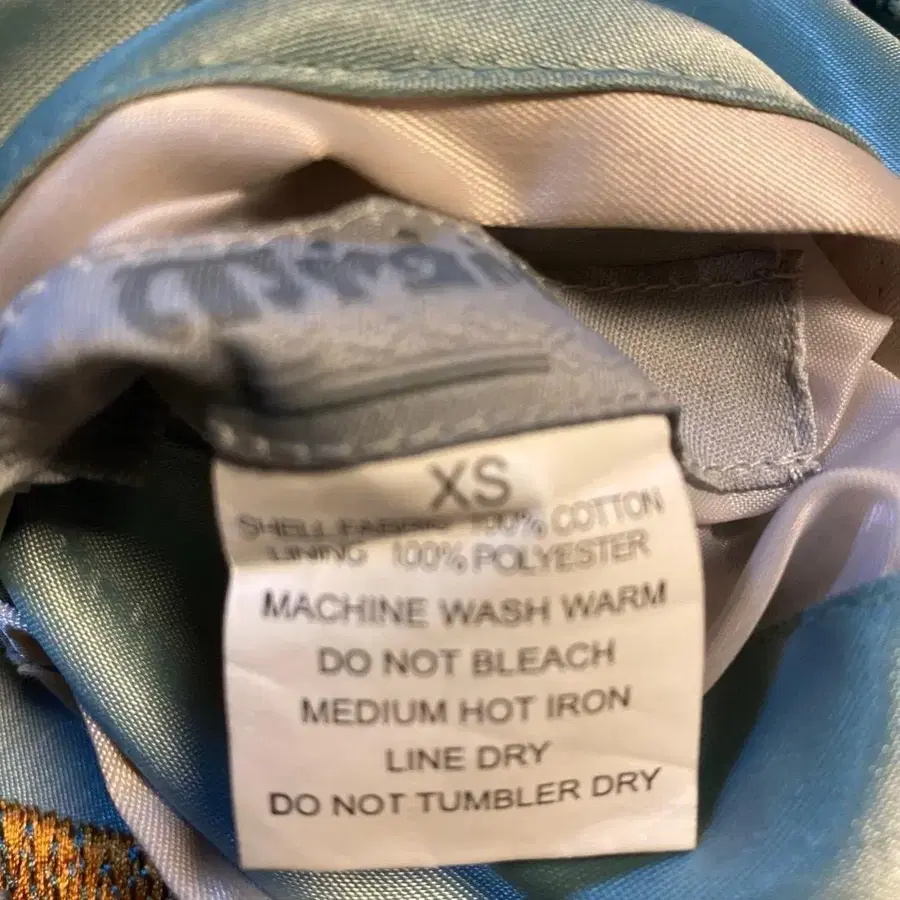 XS
SHELL FABRIC 100% COTTON
LINING 100% POLYESTER
MACHINE WASH WARM
DO NOT BLEACH
MEDIUM HOT IRON
LINE DRY
DO NOT TUMBLER DRY